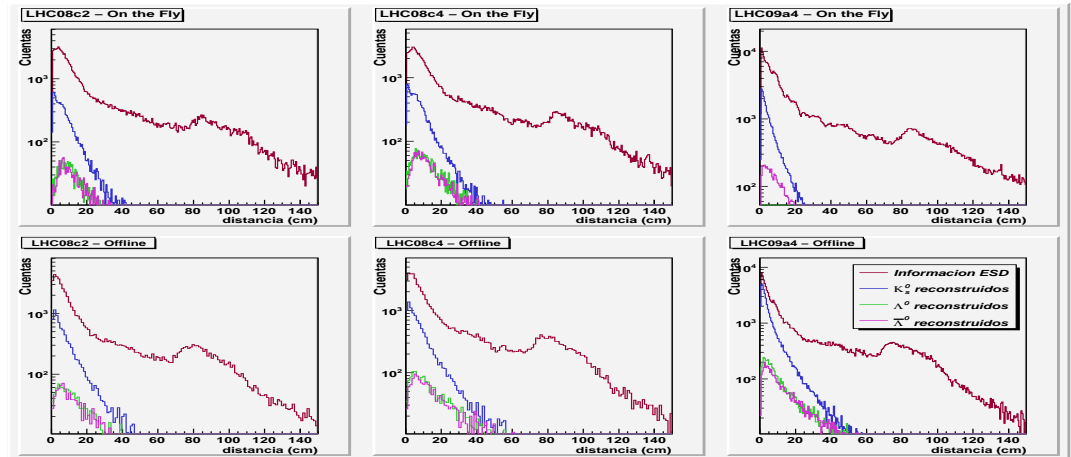 LHC08c2 – On the Fly
Cuentas
10³
10²
0 20 40 60 80 100 120 140
distancia (cm)
LHC08c4 – On the Fly
Cuentas
10³
10²
0 20 40 60 80 100 120 140
distancia (cm)
LHC09a4 – On the Fly
Cuentas
10⁴
10³
10²
0 20 40 60 80 100 120 140
distancia (cm)
LHC08c2 – Offline
Cuentas
10³
10²
0 20 40 60 80 100 120 140
distancia (cm)
LHC08c4 – Offline
Cuentas
10³
10²
0 20 40 60 80 100 120 140
distancia (cm)
LHC09a4 – Offline
Cuentas
10⁴
10³
10²
Informacion ESD
K⁰ₛ reconstruidos
Λ⁰ reconstruidos
Λ̅⁰ reconstruidos
0 20 40 60 80 100 120 140
distancia (cm)